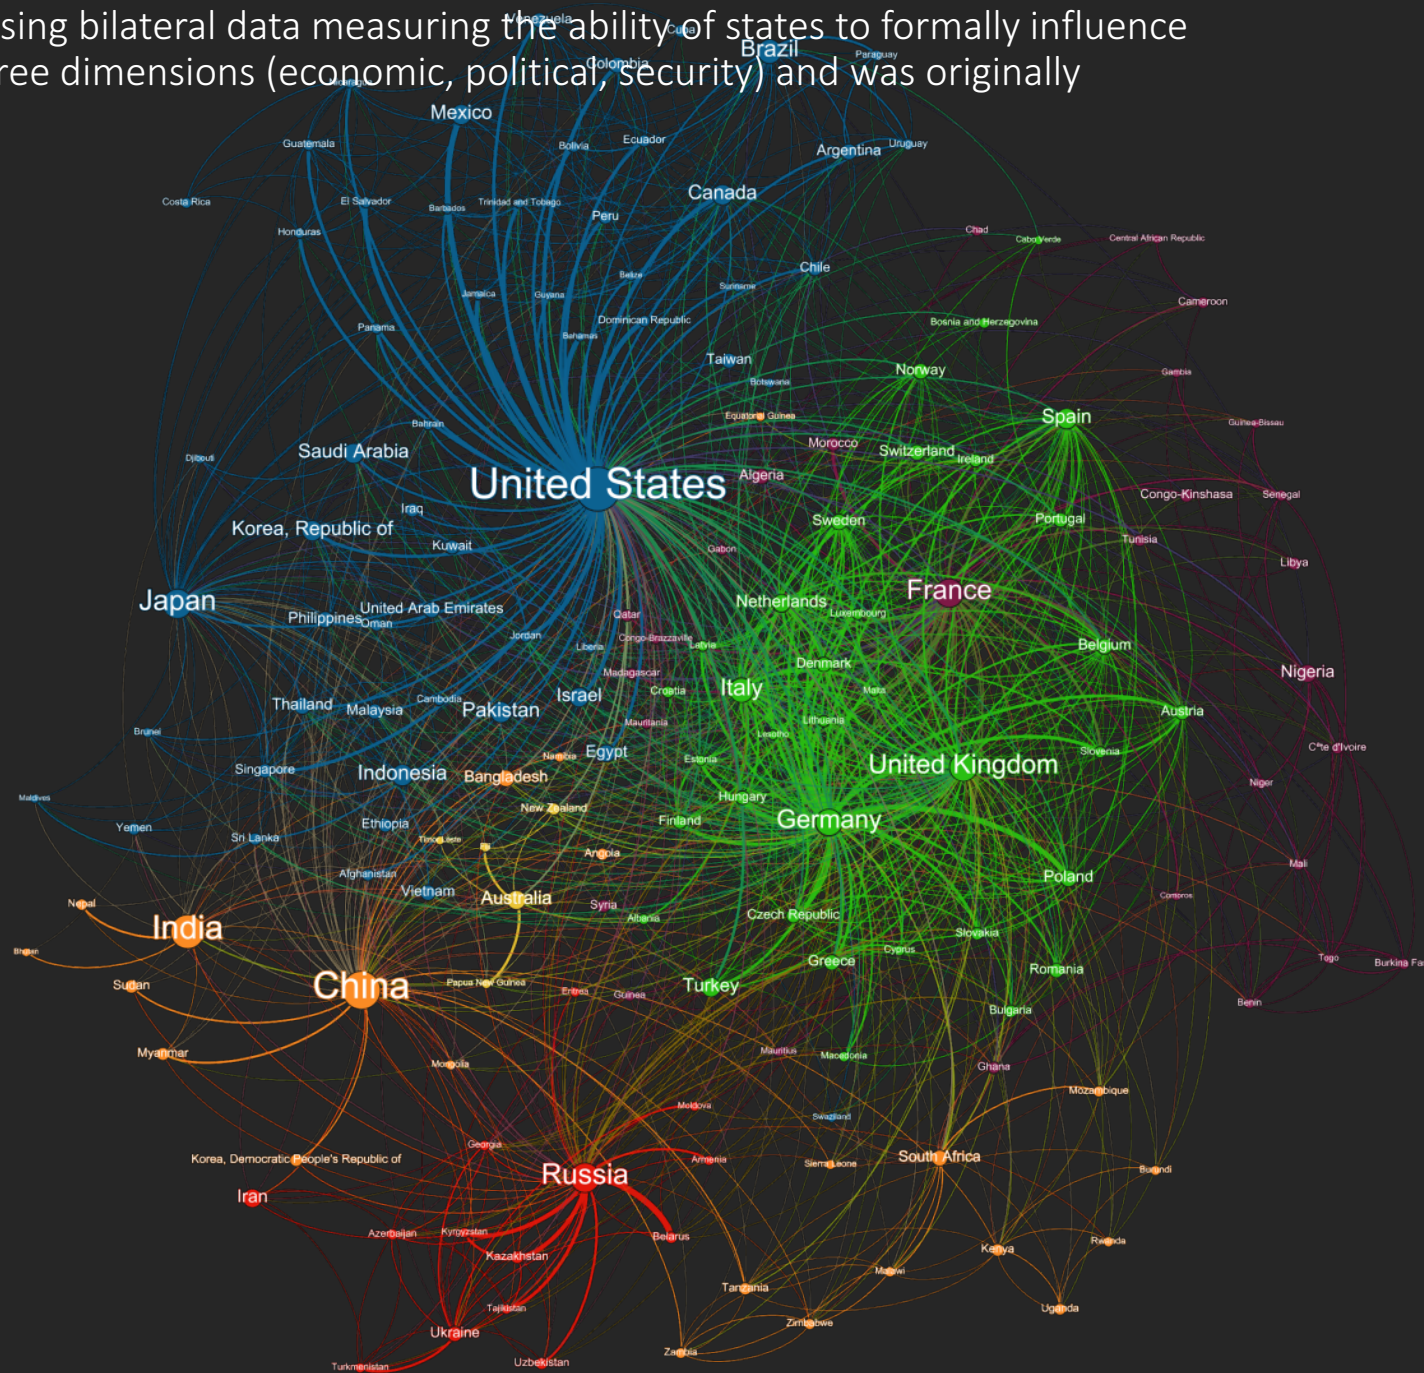 sing bilateral data measuring the ability of states to formally influence
ree dimensions (economic, political, security) and was originally
Venezuela
Cuba
Brazil
Paraguay
Colombia
Nicaragua
Mexico
Guatemala
Bolivia
Ecuador
Argentina
Uruguay
Canada
Costa Rica
El Salvador
Barbados
Trinidad and Tobago
Peru
Honduras
Chad
Cabo Verde
Central African Republic
Chile
Belize
Suriname
Jamaica
Guyana
Cameroon
Panama
Dominican Republic
Bahamas
Bosnia and Herzegovina
Taiwan
Botswana
Norway
Gambia
Equatorial Guinea
Spain
Bahrain
Guinea-Bissau
Saudi Arabia
Morocco
Switzerland
Ireland
Djibouti
United States
Algeria
Congo-Kinshasa
Senegal
Iraq
Korea, Republic of
Sweden
Portugal
Tunisia
Kuwait
Gabon
Libya
Japan
France
Netherlands
Luxembourg
United Arab Emirates
Philippines
Oman
Qatar
Jordan
Liberia
Congo-Brazzaville
Latvia
Belgium
Denmark
Madagascar
Nigeria
Croatia
Italy
Malta
Israel
Cambodia
Thailand
Malaysia
Pakistan
Austria
Mauritania
Lithuania
Brunei
Lesotho
Egypt
Namibia
Estonia
Slovenia
C^te d'Ivoire
Singapore
Indonesia
Bangladesh
United Kingdom
Niger
Maldives
Hungary
New Zealand
Yemen
Sri Lanka
Ethiopia
Finland
Germany
Timor-Leste
Fiji
Angola
Mali
Afghanistan
Vietnam
Poland
Australia
Comoros
Nepal
Syria
Albania
Czech Republic
India
Slovakia
Bhutan
Cyprus
Greece
Togo
Burkina Fa
Romania
Sudan
China
Papua New Guinea
Eritrea
Guinea
Turkey
Benin
Bulgaria
Myanmar
Mongolia
Mauritius
Macedonia
Ghana
Mozambique
Moldova
Swaziland
Georgia
Korea, Democratic People's Republic of
Armenia
Sierra Leone
South Africa
Burundi
Russia
Iran
Azerbaijan
Kyrgyzstan
Belarus
Rwanda
Kenya
Kazakhstan
Malawi
Tanzania
Tajikistan
Uganda
Zimbabwe
Ukraine
Zambia
Turkmenistan
Uzbekistan